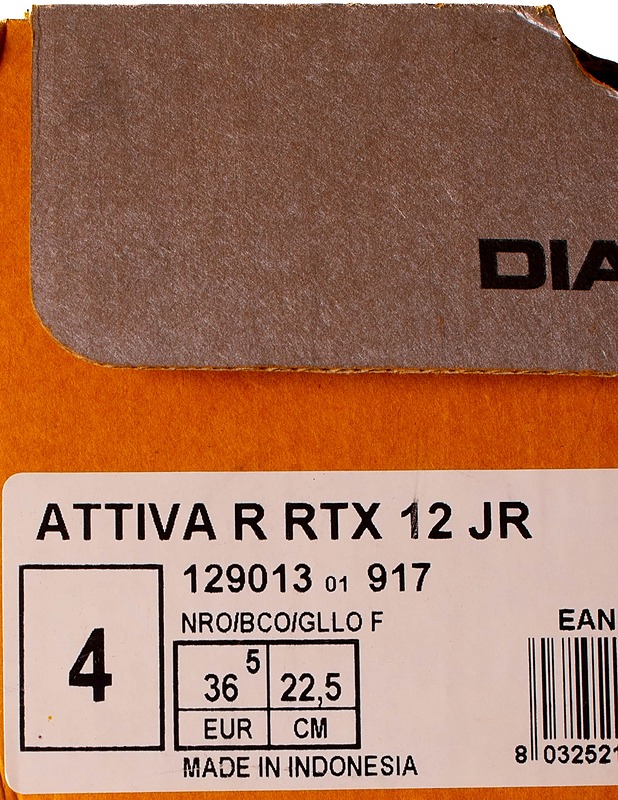 DIA
ATTIVA R RTX 12 JR
129013 01 917
NRO/BCO/GLLO F
EAN
4
36 5 22,5
EUR CM
8 032521
MADE IN INDONESIA